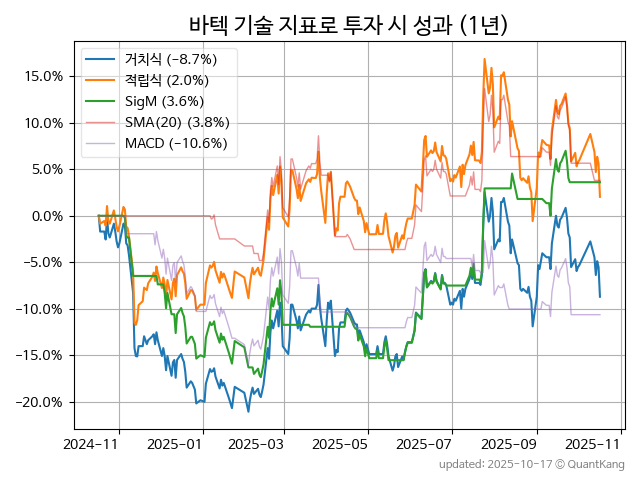 바텍 기술 지표로 투자 시 성과 (1년)
거치식 (−8.7%)
적립식 (2.0%)
SigM (3.6%)
SMA(20) (3.8%)
MACD (−10.6%)
15.0%
10.0%
5.0%
0.0%
−5.0%
−10.0%
−15.0%
−20.0%
2024-11 2025-01 2025-03 2025-05 2025-07 2025-09 2025-11
updated: 2025-10-17 © QuantKang